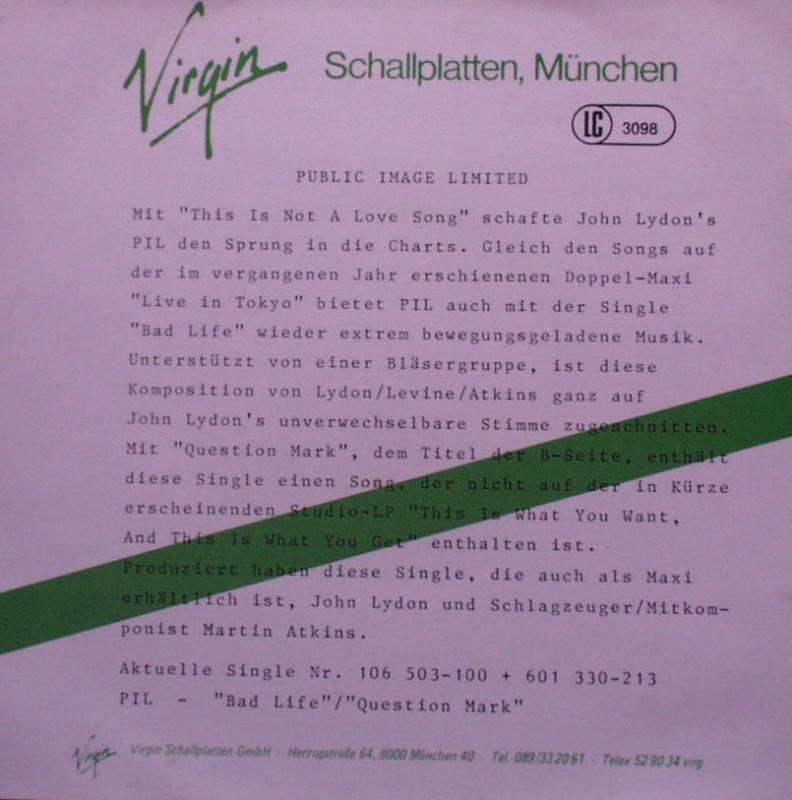 Virgin Schallplatten, München
LC 3098
PUBLIC IMAGE LIMITED
Mit "This Is Not A Love Song" schafte John Lydon's
PIL den Sprung in die Charts. Gleich den Songs auf
der im vergangenen Jahr erschienenen Doppel-Maxi
"Live in Tokyo" bietet PIL auch mit der Single
"Bad Life" wieder extrem bewegungsgeladene Musik.
Unterstützt von einer Bläsergruppe, ist diese
Komposition von Lydon/Levine/Atkins ganz auf
John Lydon's unverwechselbare Stimme zugeschnitten.
Mit "Question Mark", dem Titel der B-Seite, enthält
diese Single einen Song, der nicht auf der in Kürze
erscheinenden Studio-LP "This Is What You Want,
And This Is What You Get" enthalten ist.
Produziert haben diese Single, die auch als Maxi
erhältlich ist, John Lydon und Schlagzeuger/Mitkom-
ponist Martin Atkins.
Aktuelle Single Nr. 106 503-100 + 601 330-213
PIL - "Bad Life"/"Question Mark"
Virgin Virgin Schallplatten GmbH · Herzogstraße 64, 8000 München 40 · Tel. 089/33 20 61 · Telex 52 90 34 virg